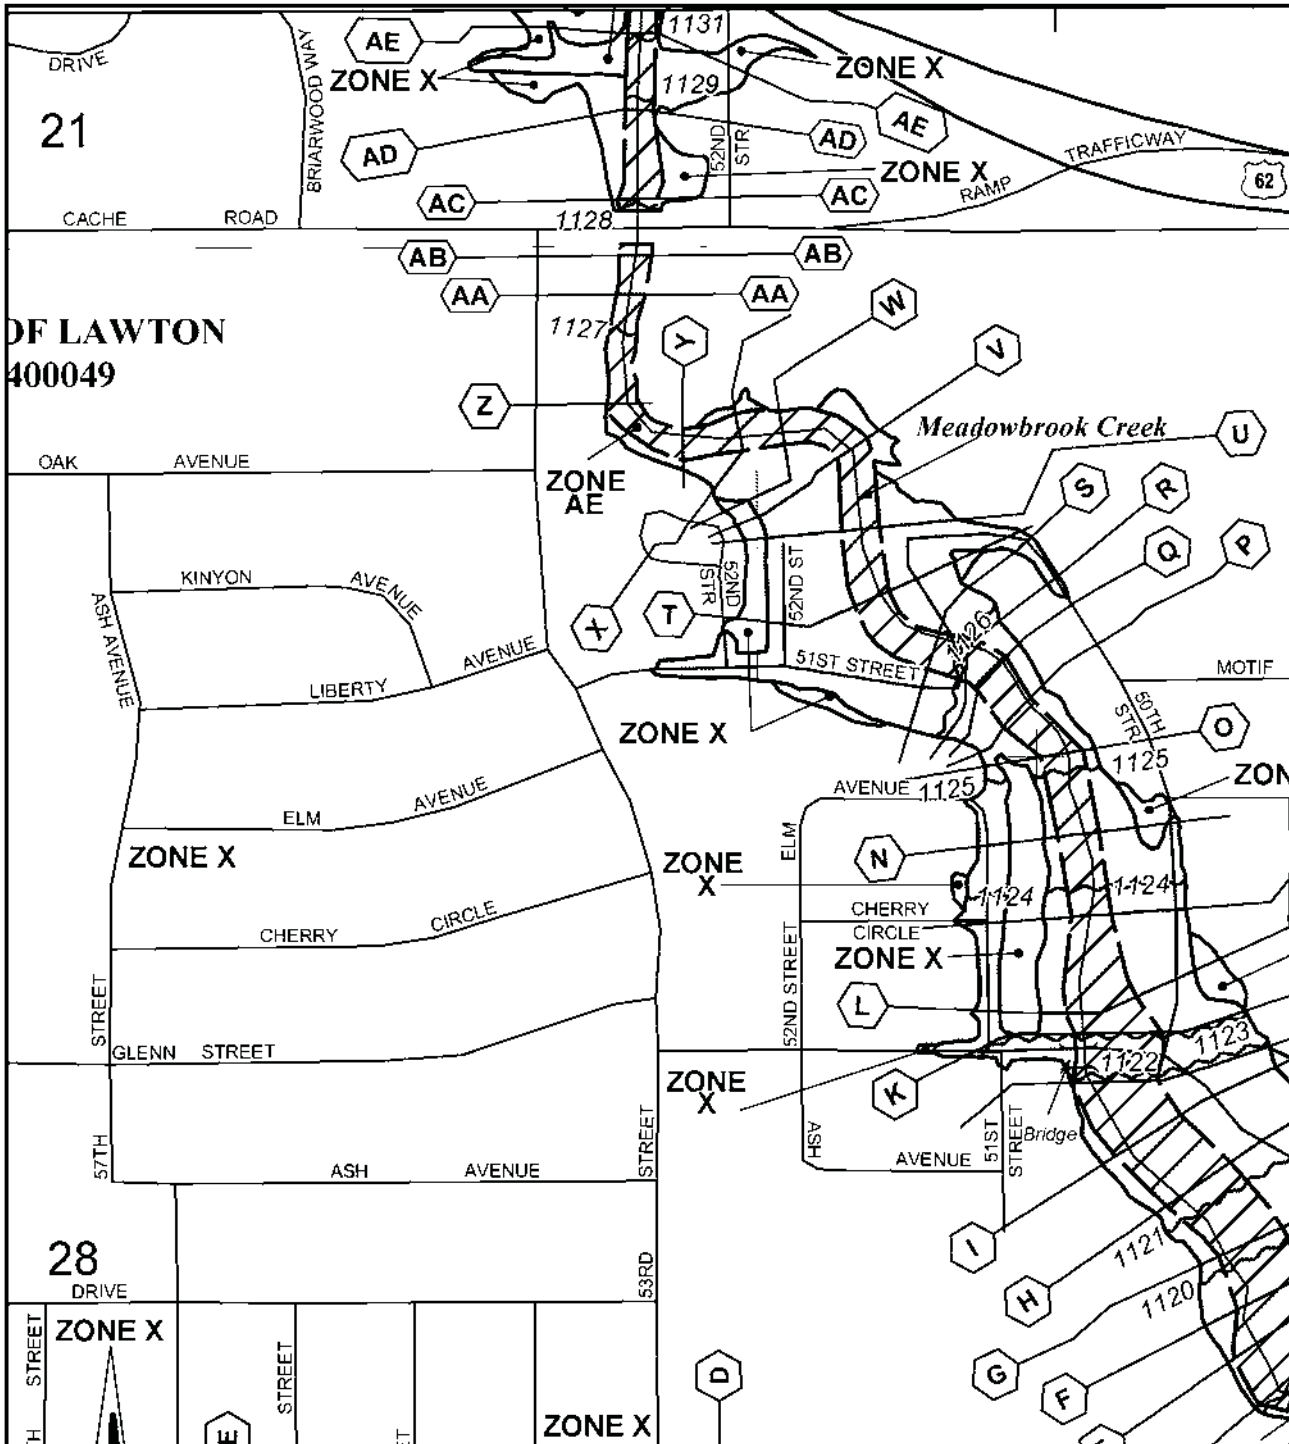 1131
AE
DRIVE
BRIARWOOD WAY
ZONE X
ZONE X
1129
AE
21
52ND
STR
AD
AD
TRAFFICWAY
ZONE X
62
RAMP
AC
AC
CACHE ROAD
1128
AB
AB
AA
AA
W
OF LAWTON
400049
1127
Y
V
Z
Meadowbrook Creek
U
OAK AVENUE
ZONE
AE
S
R
Q
P
KINYON AVENUE
52ND
STR
52ND ST
ASH AVENUE
X
T
1126
LIBERTY AVENUE
51ST STREET
MOTIF
50TH
STR
ZONE X
O
1125
AVENUE
1125
ZON
ELM AVENUE
ELM
ZONE X
ZONE
X
N
1124
1124
CHERRY CIRCLE
CHERRY
CIRCLE
ZONE X
52ND STREET
L
STREET
GLENN STREET
1123
1122
ZONE
X
K
Bridge
51ST
STREET
ASH
AVENUE
57TH
ASH AVENUE
STREET
I
28
DRIVE
53RD
1121
H
1120
ZONE X
STREET
STREET
G
F
D
E
ZONE X
TH